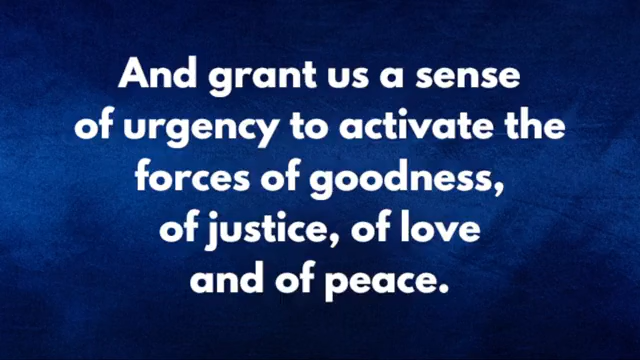 And grant us a sense
of urgency to activate the
forces of goodness,
of justice, of love
and of peace.